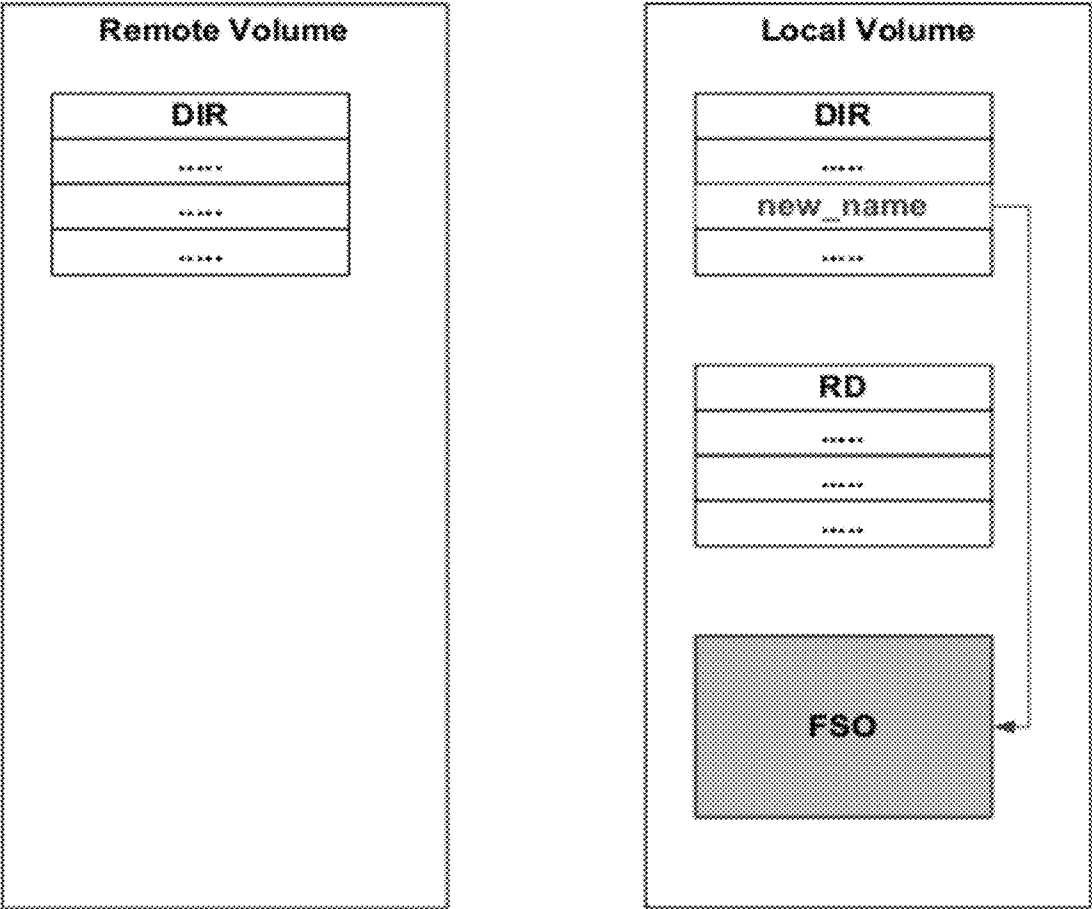 Remote Volume
DIR
.....
.....
.....
Local Volume
DIR
.....
new_name
.....
RD
.....
.....
.....
FSO